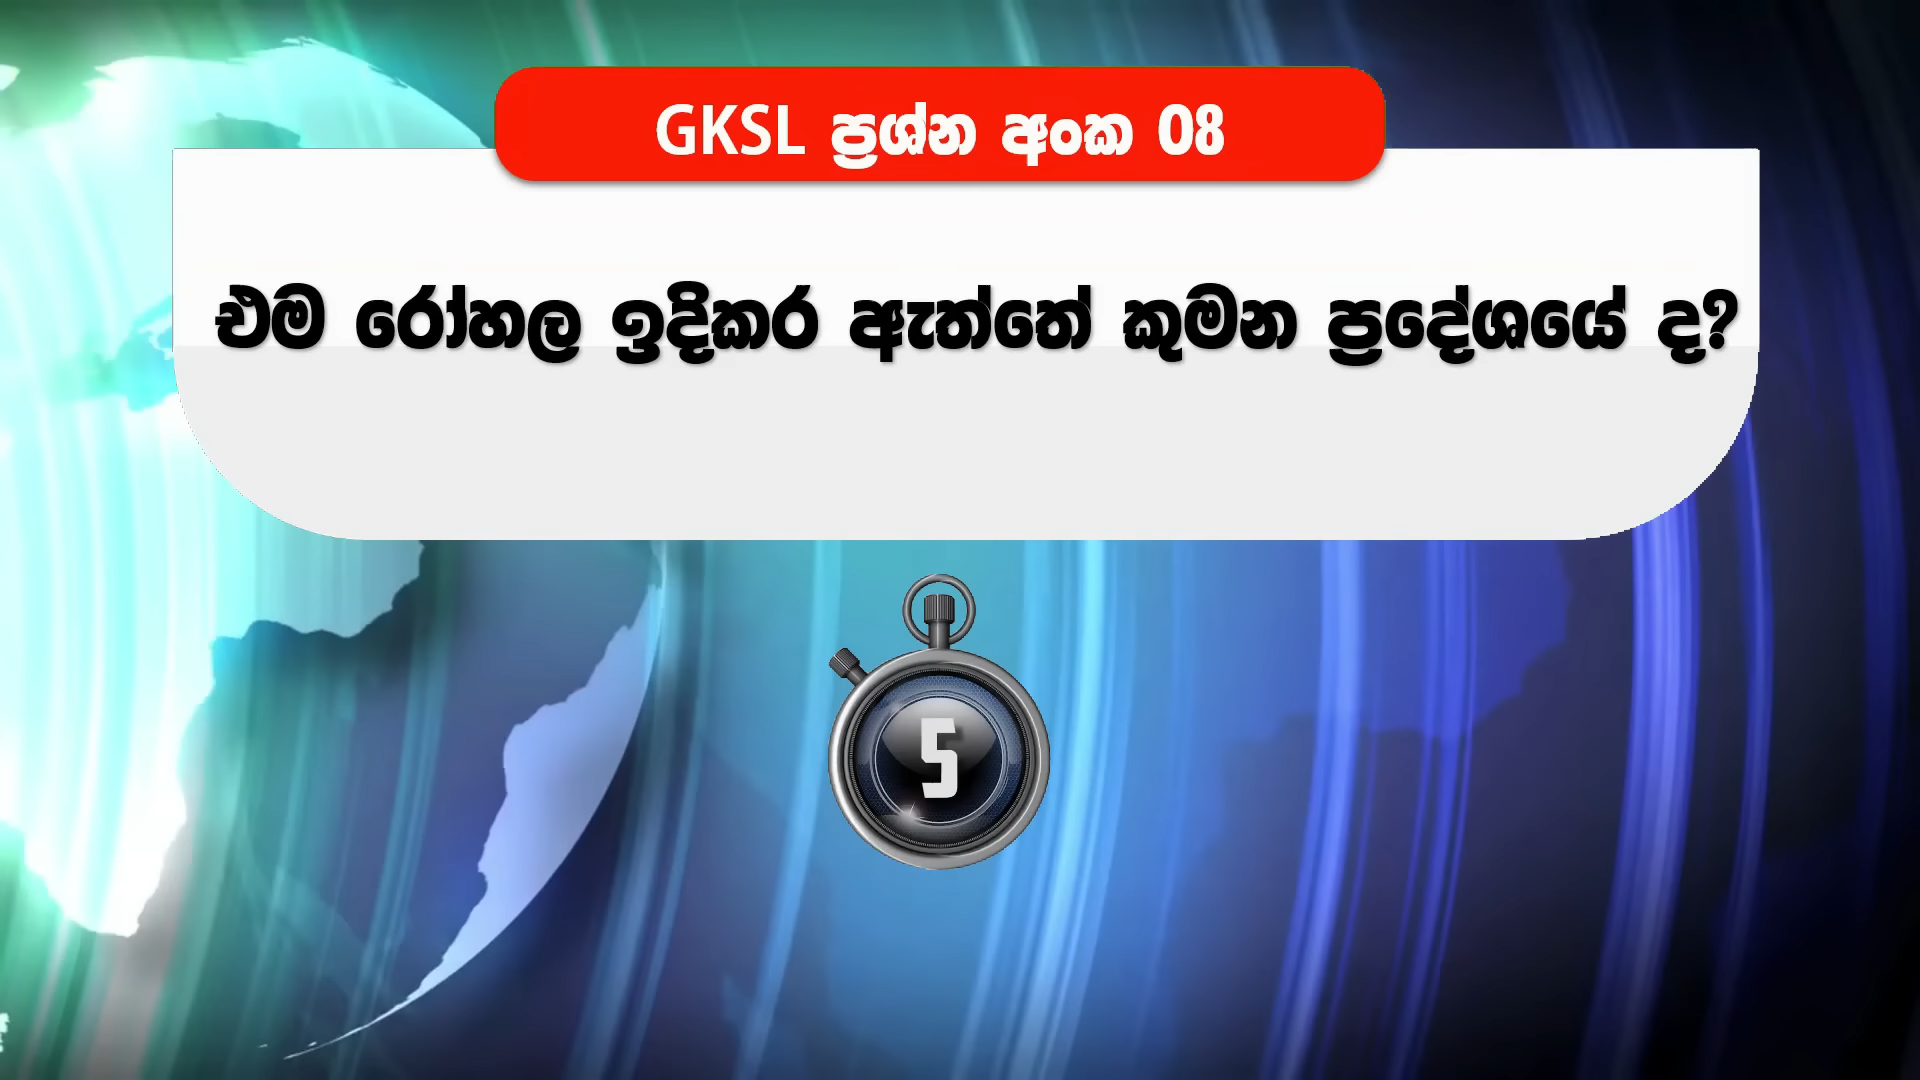 GKSL ප්‍රශ්න අංක 08
එම රෝහල ඉදිකර ඇත්තේ කුමන ප්‍රදේශයේ ද?
5